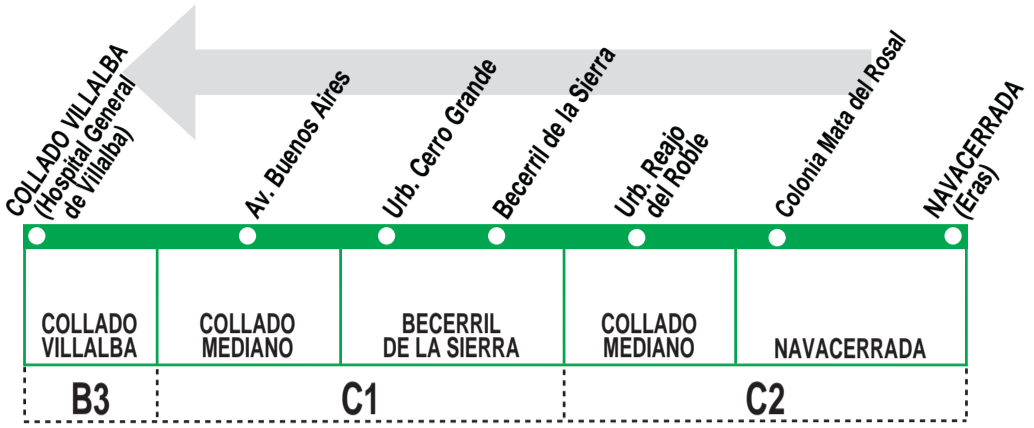 COLLADO VILLALBA
(Hospital General
de Villalba)
Av. Buenos Aires
Urb. Cerro Grande
Becerril de la Sierra
Urb. Reajo
del Roble
Colonia Mata del Rosal
NAVACERRADA
(Eras)
COLLADO
VILLALBA
COLLADO
MEDIANO
BECERRIL
DE LA SIERRA
COLLADO
MEDIANO
NAVACERRADA
B3
C1
C2